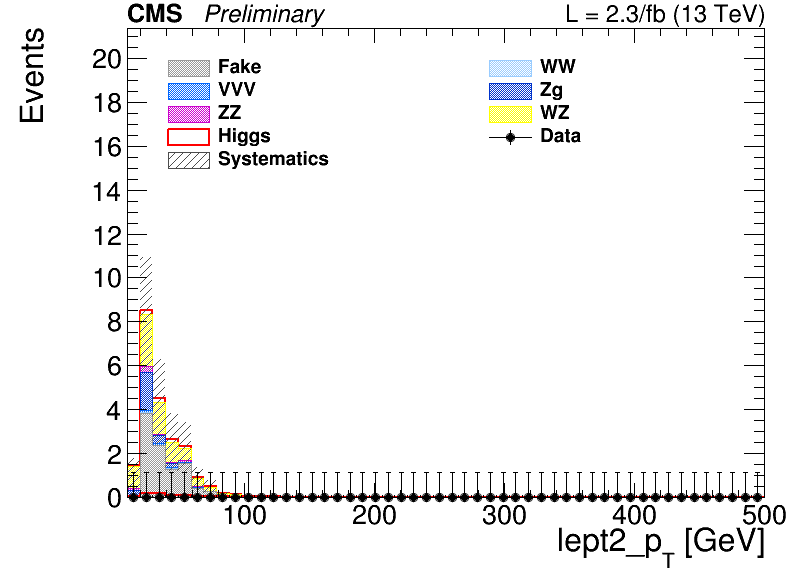 CMS Preliminary L = 2.3/fb (13 TeV)
Events
20
18
16
14
12
10
8
6
4
2
0
Fake WW
VVV Zg
ZZ WZ
Higgs Data
Systematics
100 200 300 400 500
lept2_p_T [GeV]